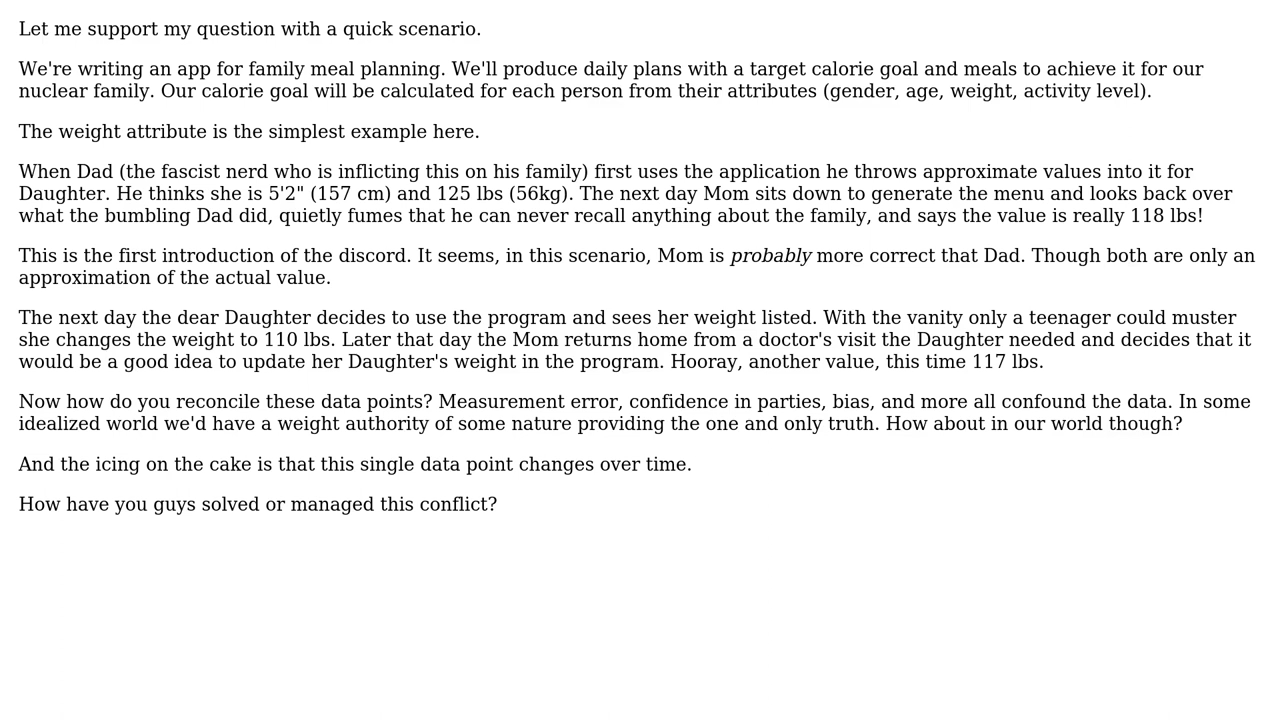 Let me support my question with a quick scenario.
We're writing an app for family meal planning. We'll produce daily plans with a target calorie goal and meals to achieve it for our
nuclear family. Our calorie goal will be calculated for each person from their attributes (gender, age, weight, activity level).
The weight attribute is the simplest example here.
When Dad (the fascist nerd who is inflicting this on his family) first uses the application he throws approximate values into it for
Daughter. He thinks she is 5'2" (157 cm) and 125 lbs (56kg). The next day Mom sits down to generate the menu and looks back over
what the bumbling Dad did, quietly fumes that he can never recall anything about the family, and says the value is really 118 lbs!
This is the first introduction of the discord. It seems, in this scenario, Mom is probably more correct that Dad. Though both are only an
approximation of the actual value.
The next day the dear Daughter decides to use the program and sees her weight listed. With the vanity only a teenager could muster
she changes the weight to 110 lbs. Later that day the Mom returns home from a doctor's visit the Daughter needed and decides that it
would be a good idea to update her Daughter's weight in the program. Hooray, another value, this time 117 lbs.
Now how do you reconcile these data points? Measurement error, confidence in parties, bias, and more all confound the data. In some
idealized world we'd have a weight authority of some nature providing the one and only truth. How about in our world though?
And the icing on the cake is that this single data point changes over time.
How have you guys solved or managed this conflict?